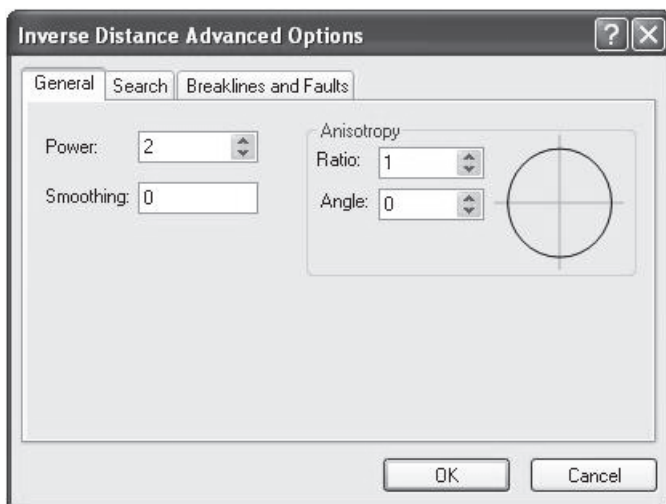 Inverse Distance Advanced Options
General Search Breaklines and Faults
Power: 2
Smoothing: 0
Anisotropy
Ratio: 1
Angle: 0
OK Cancel